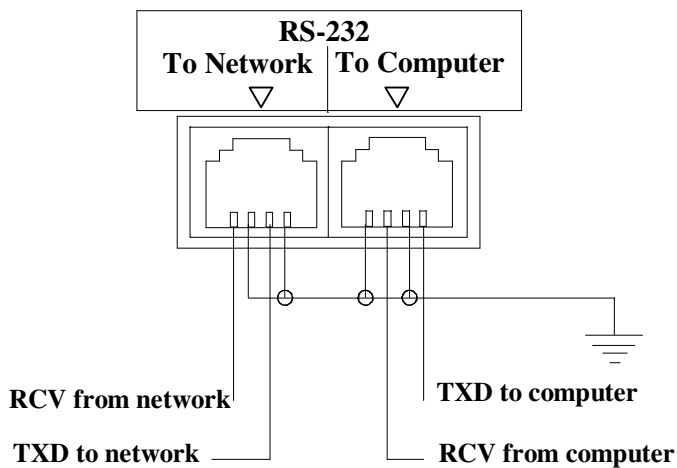 RS-232
To Network To Computer
RCV from network
TXD to computer
TXD to network
RCV from computer